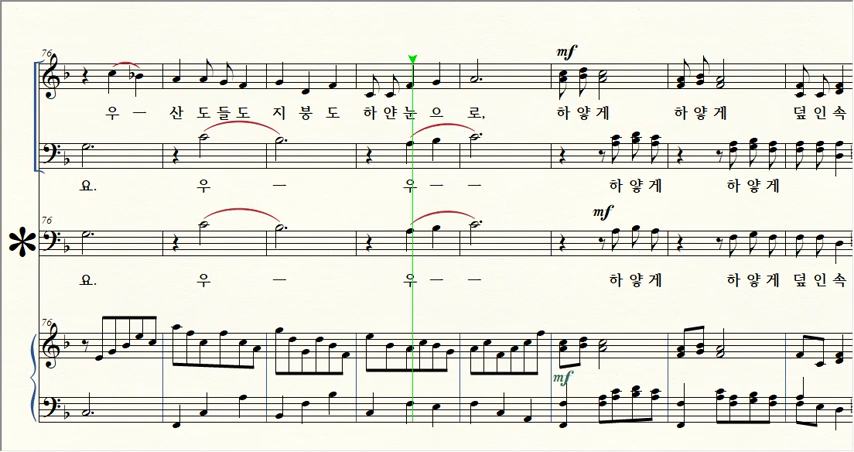 mf
76
우 — 산 도 들 도 지 붕 도 하 얀 눈 으 로, 하 얗 게 하 얗 게 덮 인 속
요. 우 — 우 — — 하 얗 게 하 얗 게
mf
76
요. 우 — 우 — — 하 얗 게 하 얗 게 덮 인 속
76
mf